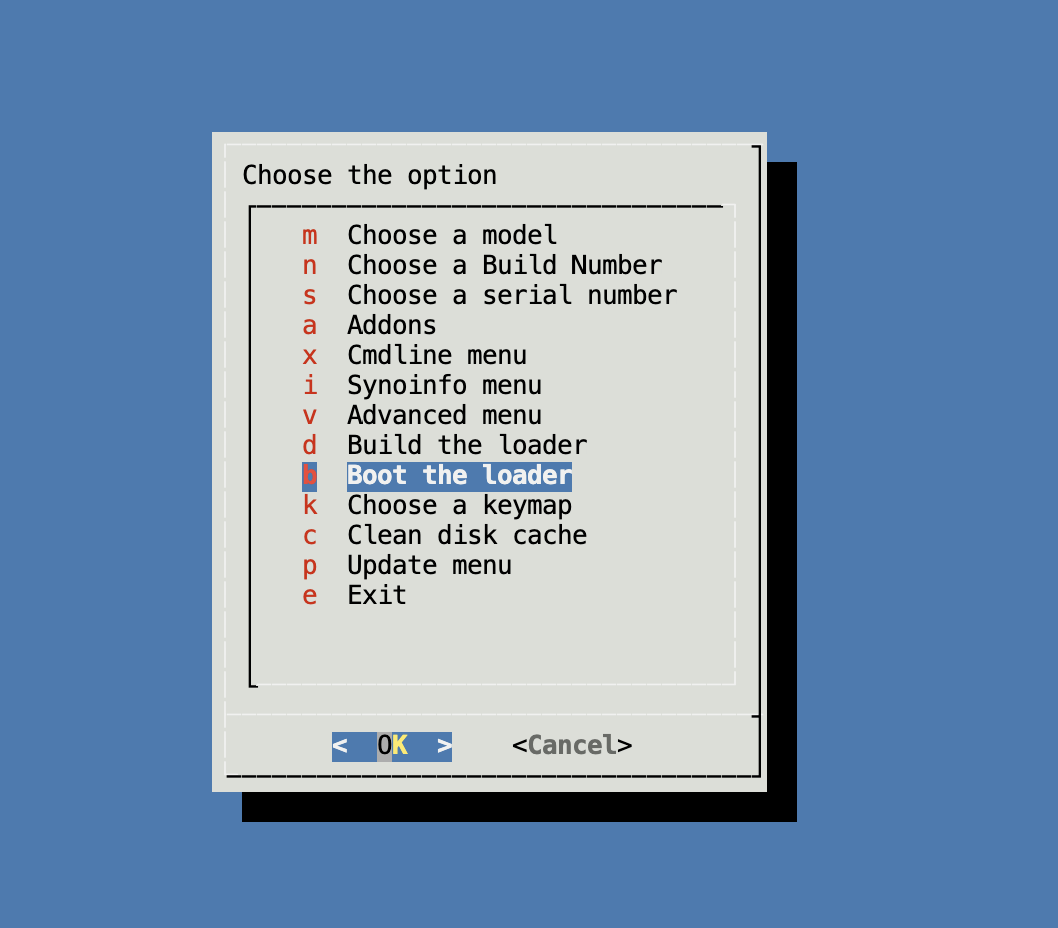 Choose the option
m Choose a model
n Choose a Build Number
s Choose a serial number
a Addons
x Cmdline menu
i Synoinfo menu
v Advanced menu
d Build the loader
b Boot the loader
k Choose a keymap
c Clean disk cache
p Update menu
e Exit
< OK > <Cancel>